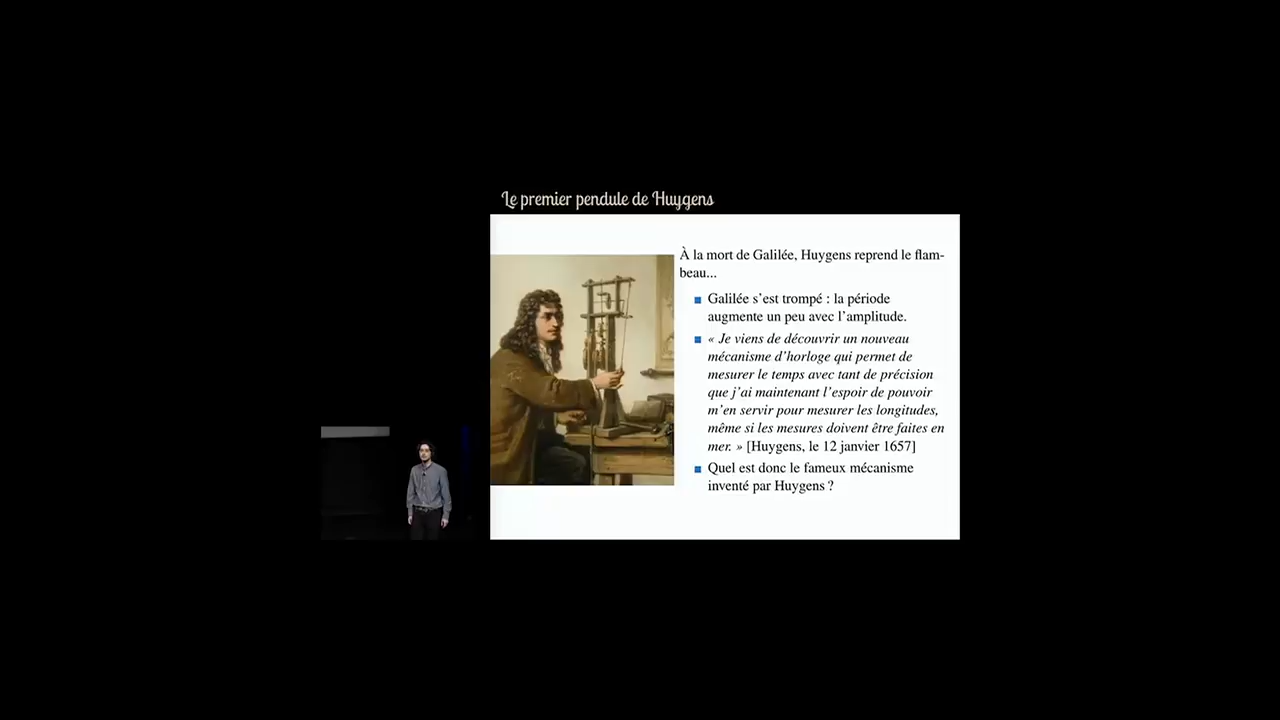 Le premier pendule de Huygens
À la mort de Galilée, Huygens reprend le flam-
beau...
Galilée s'est trompé : la période
augmente un peu avec l'amplitude.
« Je viens de découvrir un nouveau
mécanisme d'horloge qui permet de
mesurer le temps avec tant de précision
que j'ai maintenant l'espoir de pouvoir
m'en servir pour mesurer les longitudes,
même si les mesures doivent être faites en
mer. » [Huygens, le 12 janvier 1657]
Quel est donc le fameux mécanisme
inventé par Huygens ?